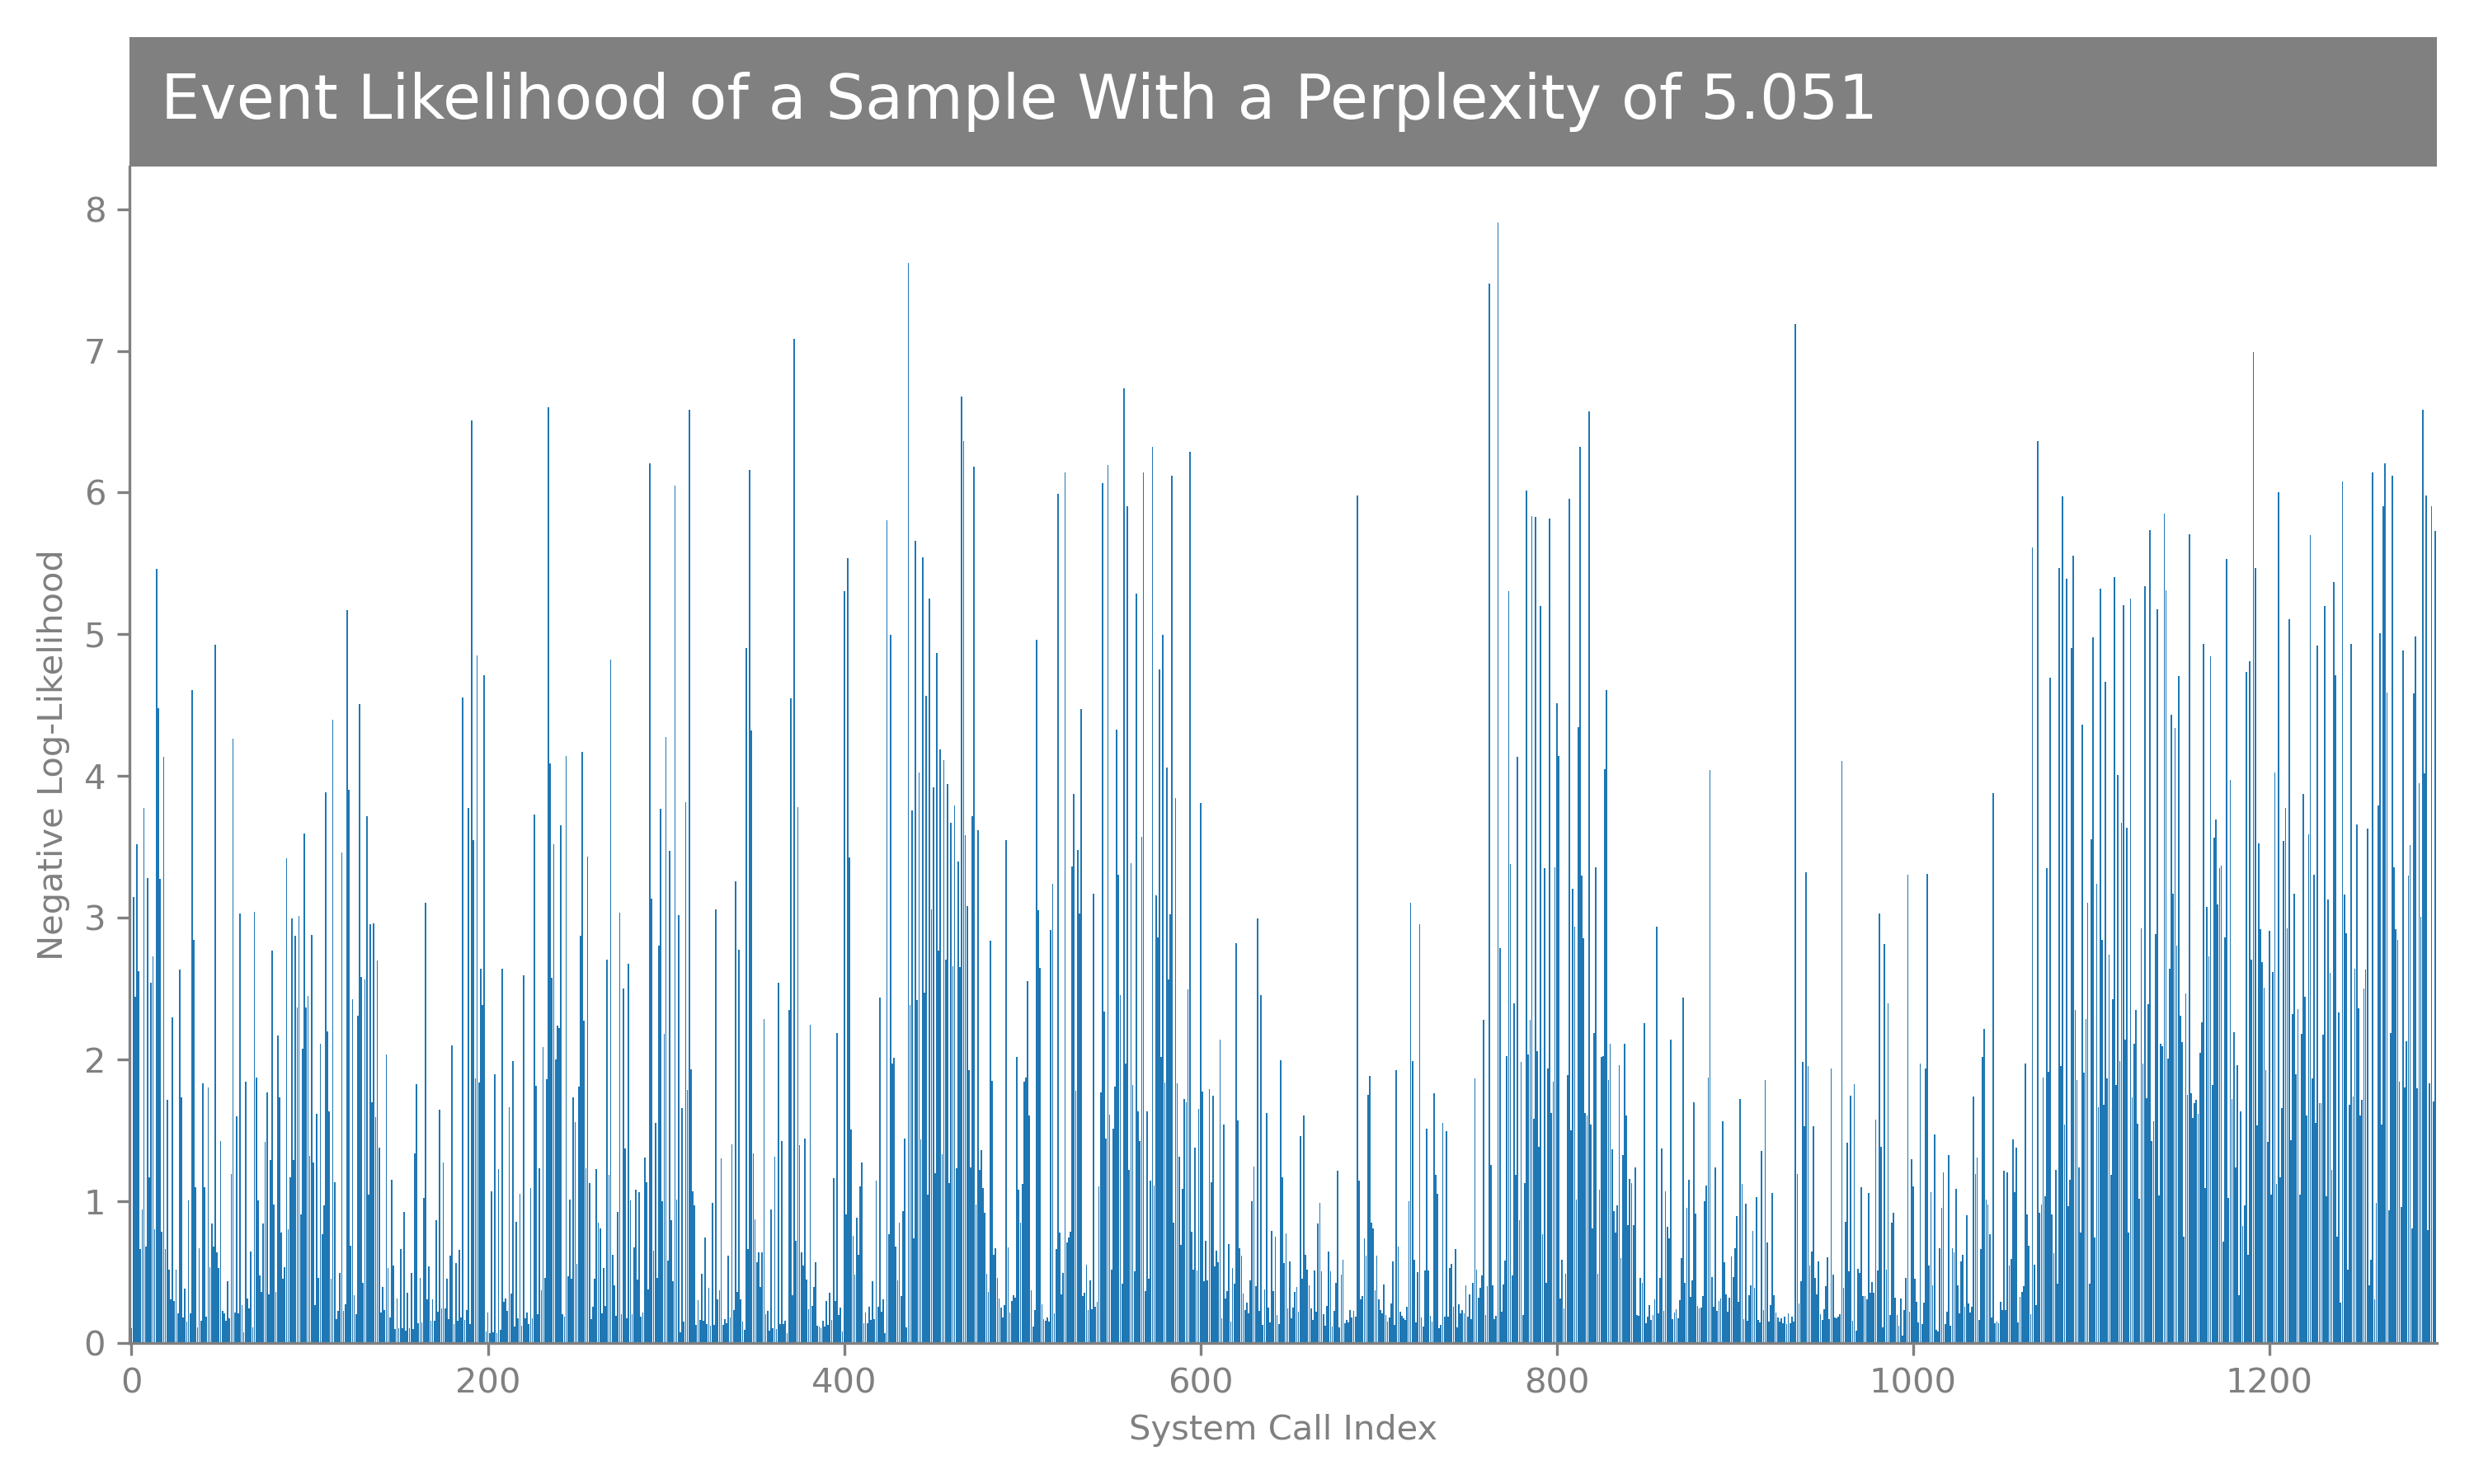 Event Likelihood of a Sample With a Perplexity of 5.051
8
7
6
5
4
3
2
1
0
Negative Log-Likelihood
0 200 400 600 800 1000 1200
System Call Index